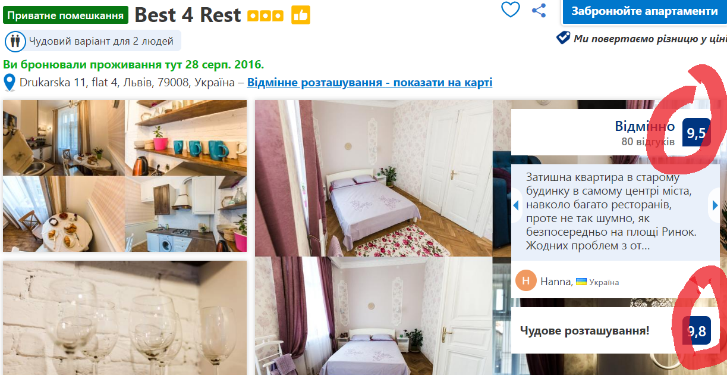 Приватне помешкання Best 4 Rest
Забронюйте апартаменти
Чудовий варіант для 2 людей
Ми повертаємо різницю у ціні
Ви бронювали проживання тут 28 серп. 2016.
Drukarska 11, flat 4, Львів, 79008, Україна – Відмінне розташування - показати на карті
Відмінно 9,5
80 відгуків
Затишна квартира в старому
будинку в самому центрі міста,
навколо багато ресторанів,
проте не так шумно, як
безпосередньо на площі Ринок.
Жодних проблем з от...
H Hanna, Україна
Чудове розташування! 9,8